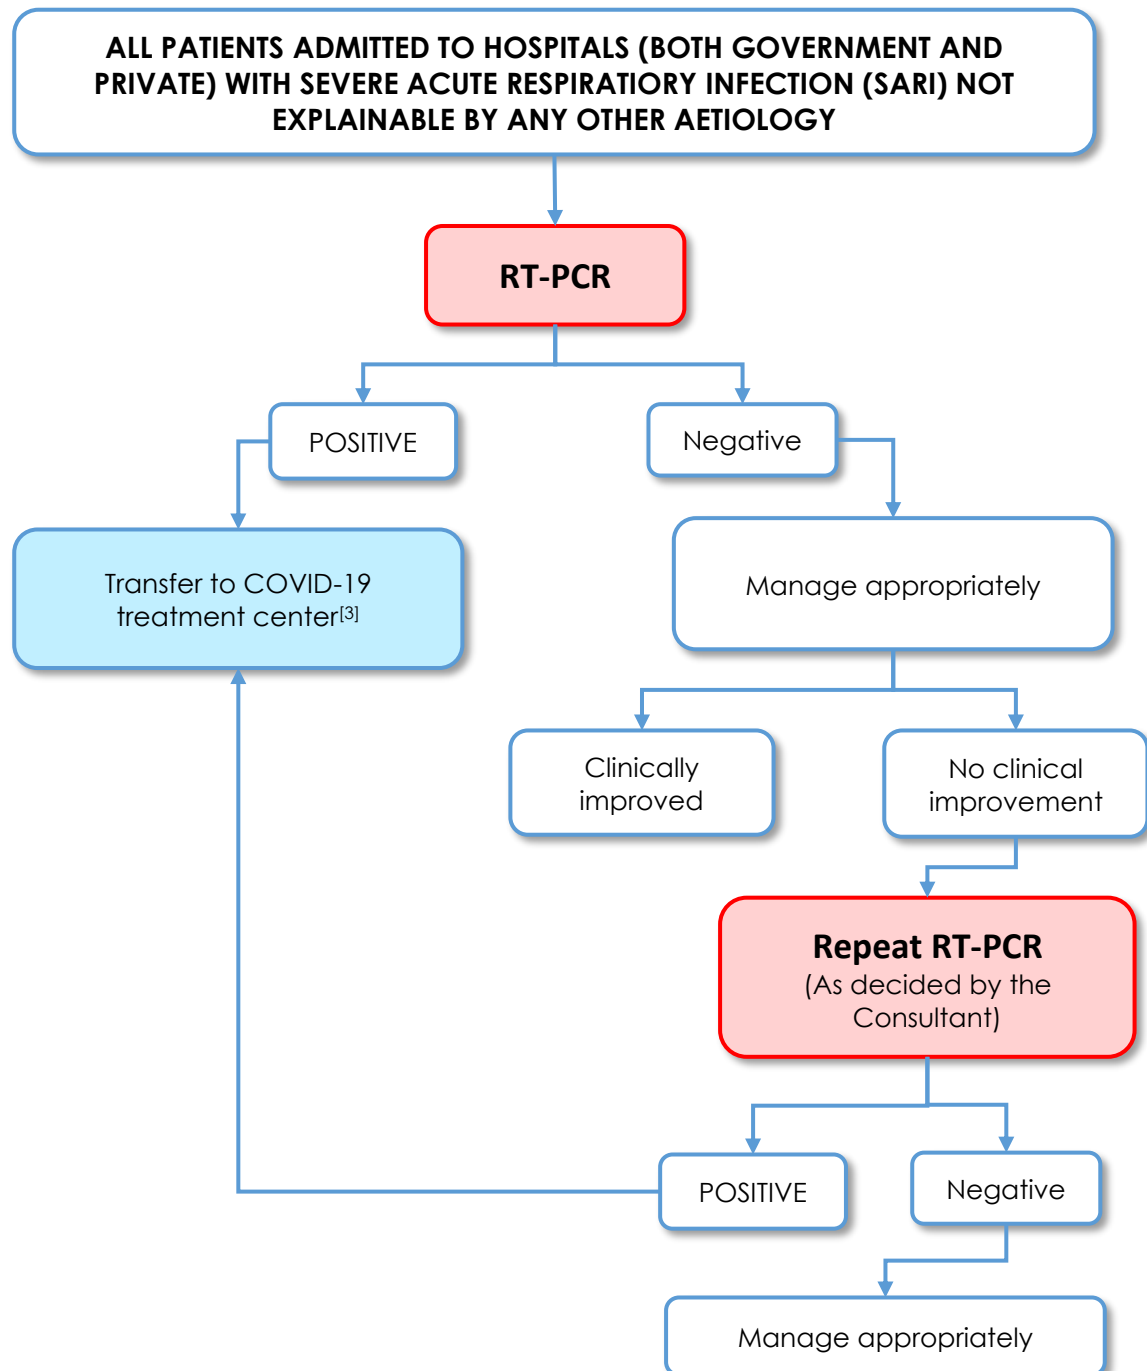 ALL PATIENTS ADMITTED TO HOSPITALS (BOTH GOVERNMENT AND
PRIVATE) WITH SEVERE ACUTE RESPIRATIORY INFECTION (SARI) NOT
EXPLAINABLE BY ANY OTHER AETIOLOGY
RT-PCR
POSITIVE
Negative
Transfer to COVID-19
treatment center[3]
Manage appropriately
Clinically
improved
No clinical
improvement
Repeat RT-PCR
(As decided by the
Consultant)
POSITIVE
Negative
Manage appropriately